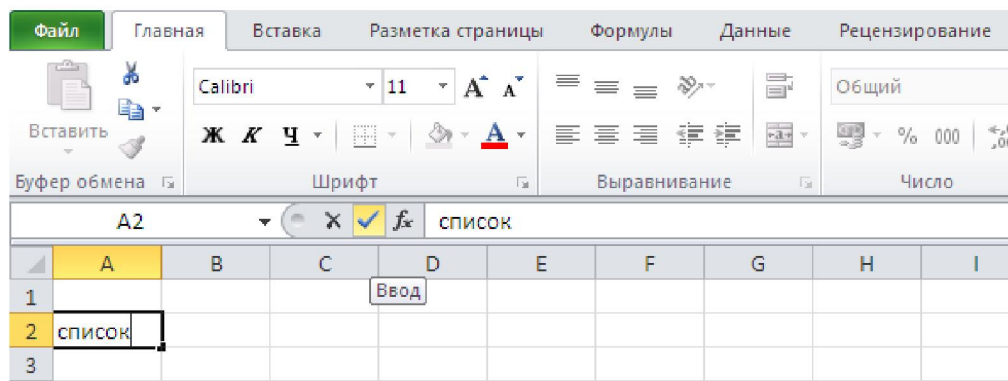 Файл Главная Вставка Разметка страницы Формулы Данные Рецензирование
Calibri 11 A A Общий
Вставить Ж К Ч А % 000
Буфер обмена Шрифт Выравнивание Число
A2 fx список
A B C D E F G H I
Ввод
1
2 список
3